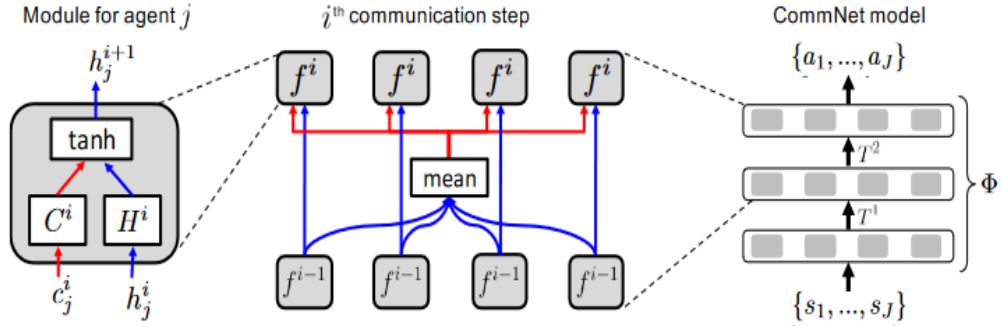 Module for agent j
h_j^{i+1}
tanh
C^i H^i
c_j^i h_j^i
i^{th} communication step
f^i f^i f^i f^i
mean
f^{i-1} f^{i-1} f^{i-1} f^{i-1}
CommNet model
{a_1, ..., a_J}
T^2
T^1
Φ
{s_1, ..., s_J}